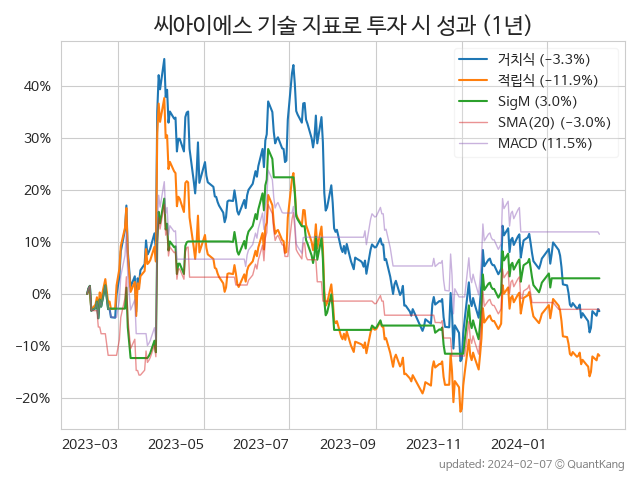 씨아이에스 기술 지표로 투자 시 성과 (1년)
거치식 (−3.3%)
적립식 (−11.9%)
SigM (3.0%)
SMA(20) (−3.0%)
MACD (11.5%)
40%
30%
20%
10%
0%
−10%
−20%
2023-03 2023-05 2023-07 2023-09 2023-11 2024-01
updated: 2024-02-07 © QuantKang